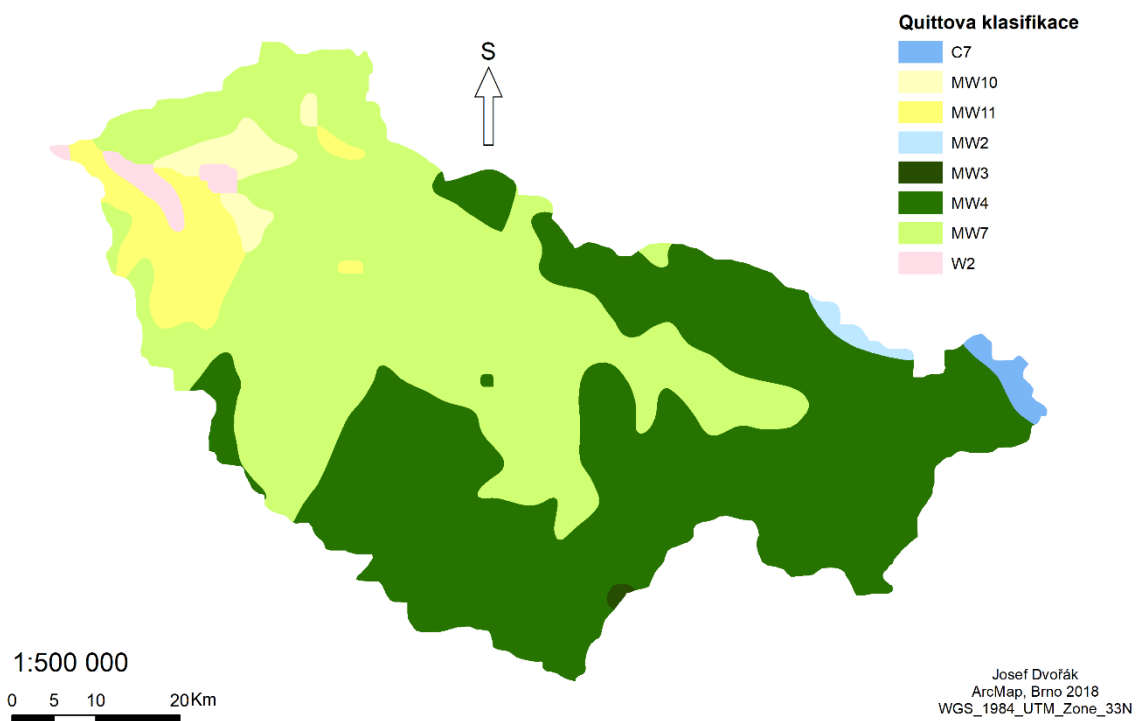 Quittova klasifikace
C7
MW10
MW11
MW2
MW3
MW4
MW7
W2
S
1:500 000
0 5 10 20Km
Josef Dvořák
ArcMap, Brno 2018
WGS_1984_UTM_Zone_33N